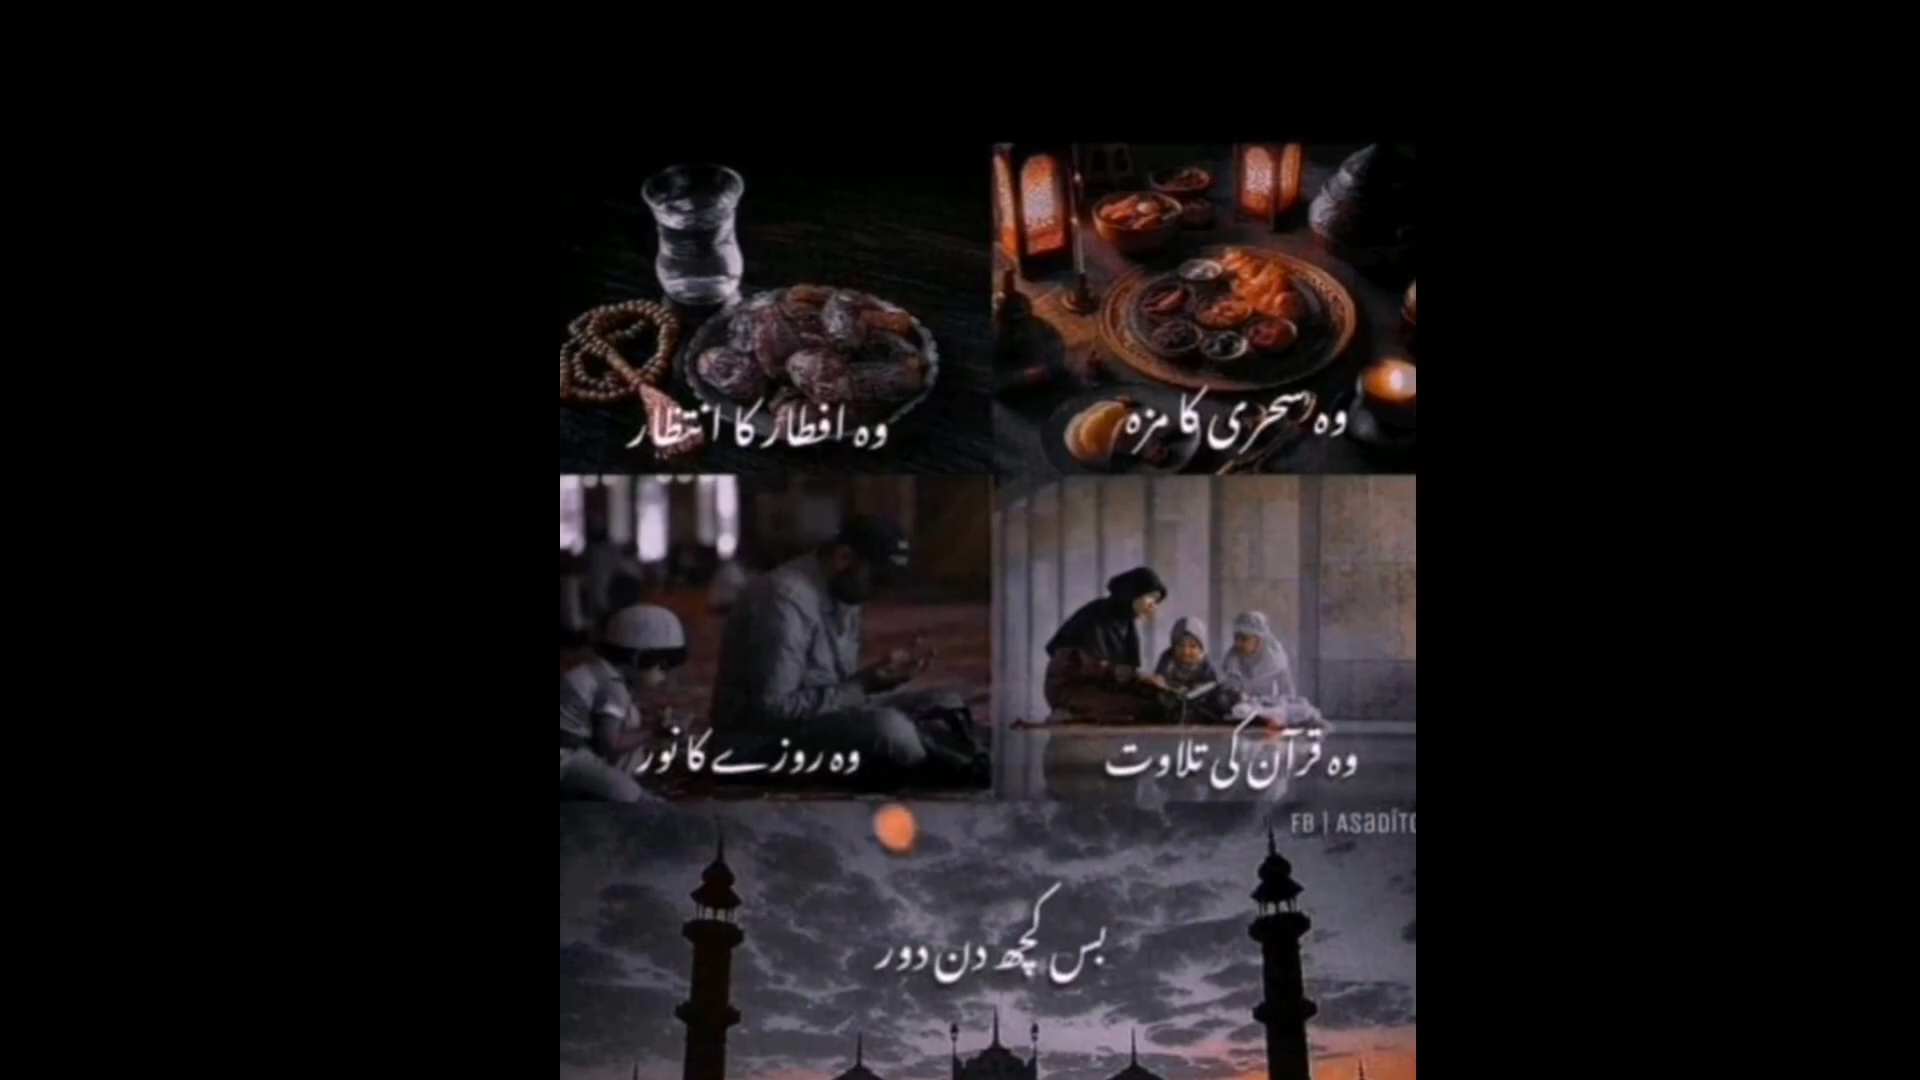 وہ سحری کا مزہ
وہ افطار کا انتظار
وہ قرآن کی تلاوت
وہ روزے کا نور
FB | ASaDÎT
بس کچھ دن دور